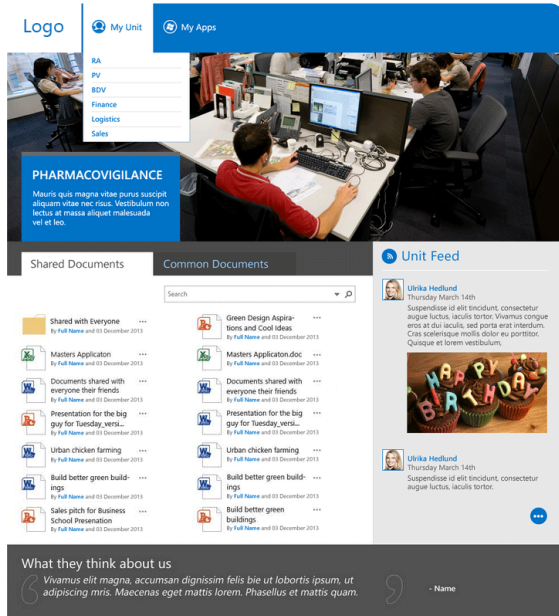 Logo
My Unit
My Apps
RA
PV
BDV
Finance
Logistics
Sales
PHARMACOVIGILANCE
Mauris quis magna vitae purus suscipit
aliquam vitae nec risus. Vestibulum non
lectus at massa aliquet malesuada
vel et leo.
Shared Documents
Common Documents
Search
Shared with Everyone
By Full Name and 03 December 2013
Masters Applicaton
By Full Name and 03 December 2013
Documents shared with
everyone their friends
By Full Name and 03 December 2013
Presentation for the big
guy for Tuesday_versi...
By Full Name and 03 December 2013
Urban chicken farming
By Full Name and 03 December 2013
Build better green build-
ings
By Full Name and 03 December 2013
Sales pitch for Business
School Presenation
By Full Name and 03 December 2013
Green Design Aspira-
tions and Cool Ideas
By Full Name and 03 December 2013
Masters Applicaton.doc
By Full Name and 03 December 2013
Documents shared with
everyone their friends
By Full Name and 03 December 2013
Presentation for the big
guy for Tuesday_versi...
By Full Name and 03 December 2013
Urban chicken farming
By Full Name and 03 December 2013
Build better green build-
ings
By Full Name and 03 December 2013
Build better green
buildings
By Full Name and 03 December 2013
Unit Feed
Ulrika Hedlund
Thursday March 14th
Suspendisse id elit tincidunt, consectetur
augue luctus, iaculis tortor. Vivamus congue
eros at dui iaculis, sed porta erat interdum.
Cras scelerisque mollis dolor eu porttitor.
Quisque et lorem vestibulum,
HAPPY
BIRTHDAY
Ulrika Hedlund
Thursday March 14th
Suspendisse id elit tincidunt, consectetur
augue luctus, iaculis tortor.
What they think about us
Vivamus elit magna, accumsan dignissim felis bie ut lobortis ipsum, ut
adipiscing mris. Maecenas eget mattis lorem. Phasellus et mattis quam.
- Name